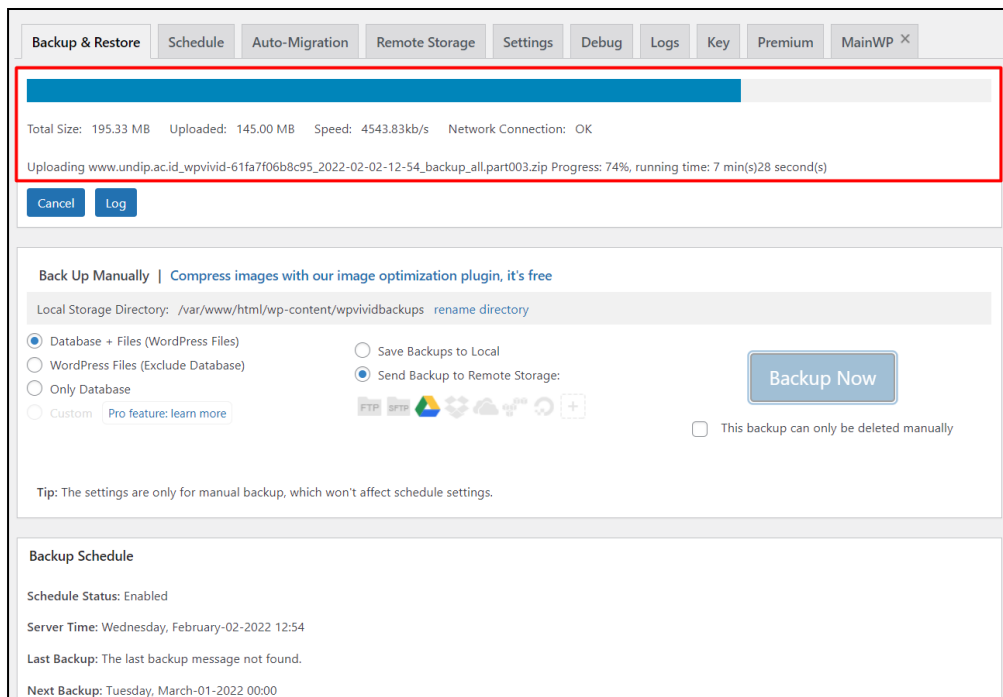 Backup & Restore Schedule Auto-Migration Remote Storage Settings Debug Logs Key Premium MainWP ×
Total Size: 195.33 MB Uploaded: 145.00 MB Speed: 4543.83kb/s Network Connection: OK
Uploading www.undip.ac.id_wpvivid-61fa7f06b8c95_2022-02-02-12-54_backup_all.part003.zip Progress: 74%, running time: 7 min(s)28 second(s)
Cancel Log
Back Up Manually | Compress images with our image optimization plugin, it's free
Local Storage Directory: /var/www/html/wp-content/wpvividbackups rename directory
Database + Files (WordPress Files)
WordPress Files (Exclude Database)
Only Database
Custom Pro feature: learn more
Save Backups to Local
Send Backup to Remote Storage:
FTP SFTP
Backup Now
This backup can only be deleted manually
Tip: The settings are only for manual backup, which won't affect schedule settings.
Backup Schedule
Schedule Status: Enabled
Server Time: Wednesday, February-02-2022 12:54
Last Backup: The last backup message not found.
Next Backup: Tuesday, March-01-2022 00:00